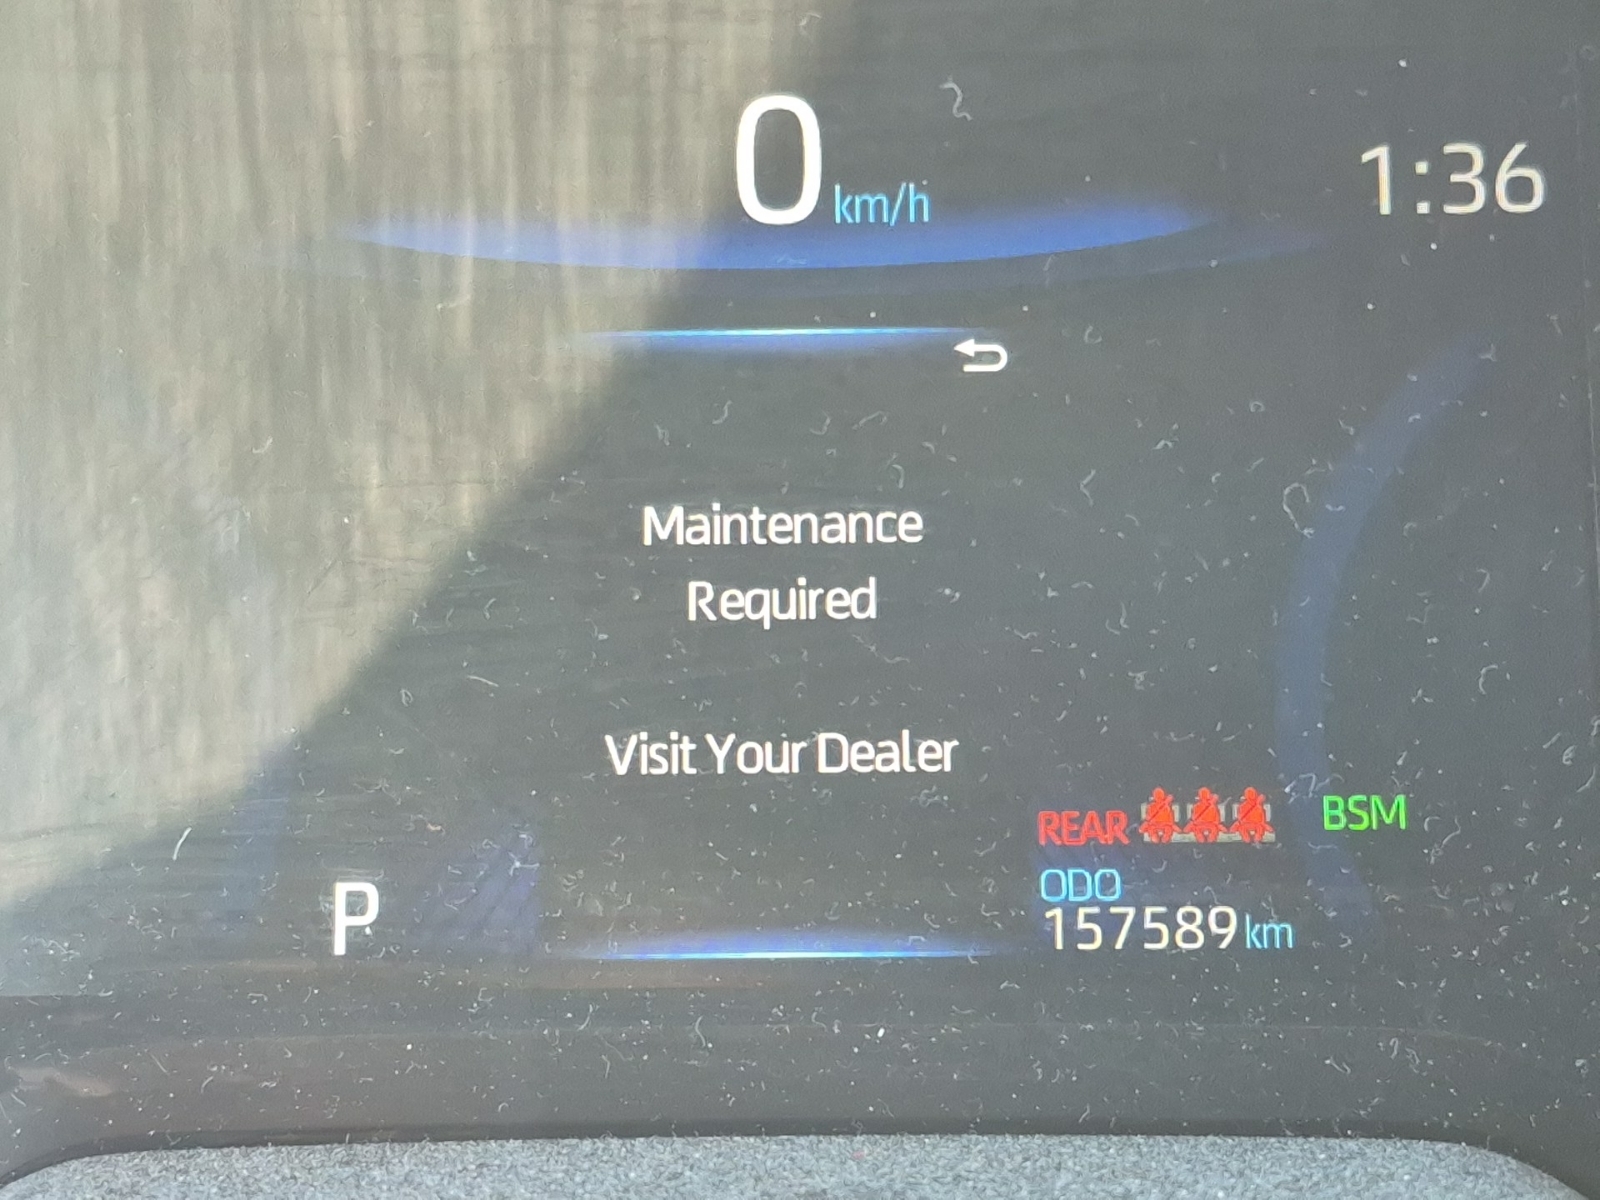 0 km/h
1:36
Maintenance
Required
Visit Your Dealer
REAR
BSM
P
ODO
157589 km